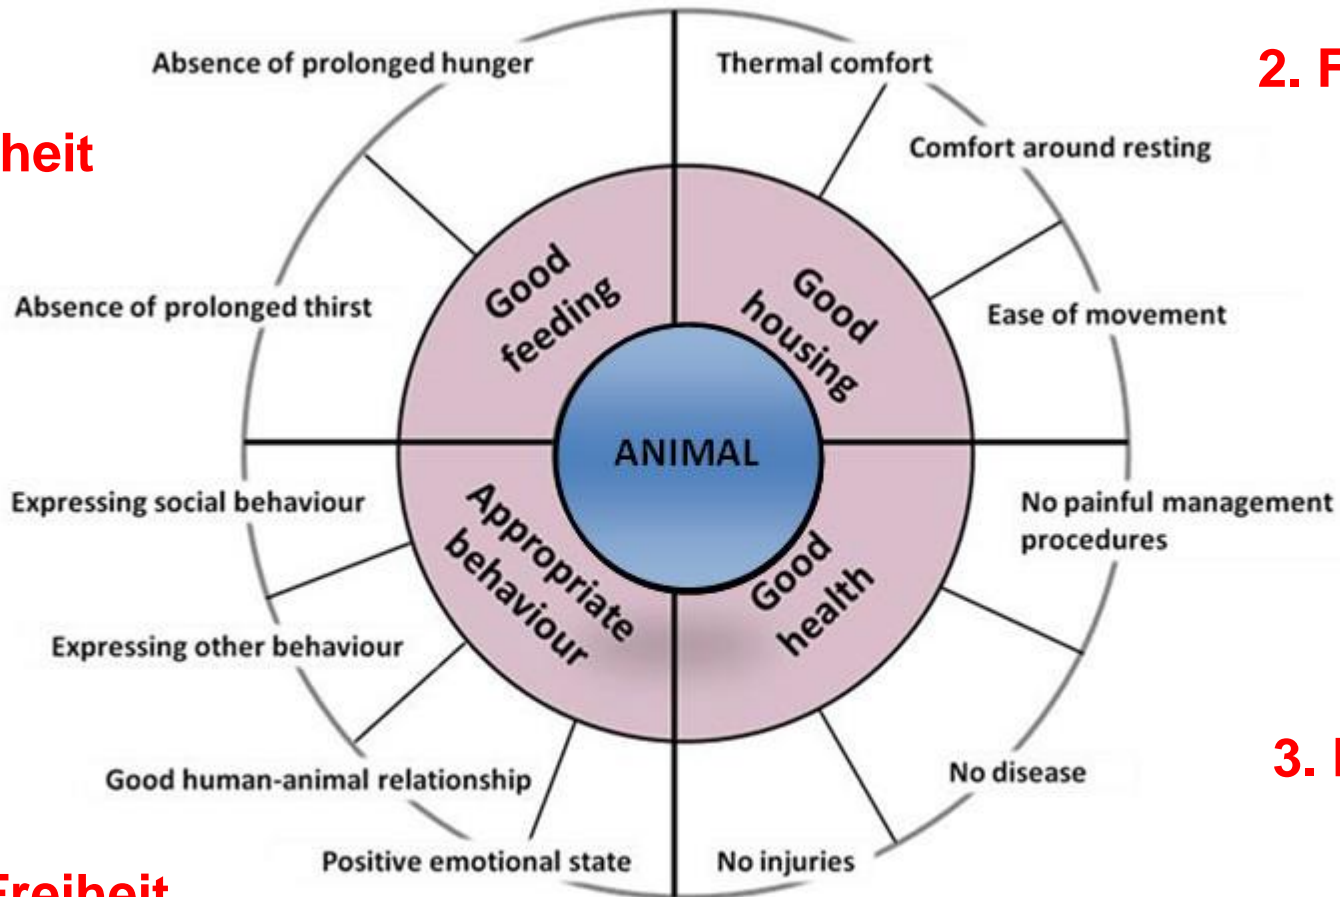 Absence of prolonged hunger
Thermal comfort
2. F
heit
Comfort around resting
Good
feeding
Good
housing
Absence of prolonged thirst
Ease of movement
ANIMAL
Expressing social behaviour
Appropriate
behaviour
Good
health
No painful management
procedures
Expressing other behaviour
Good human-animal relationship
No disease
3.
Positive emotional state
No injuries
Freiheit